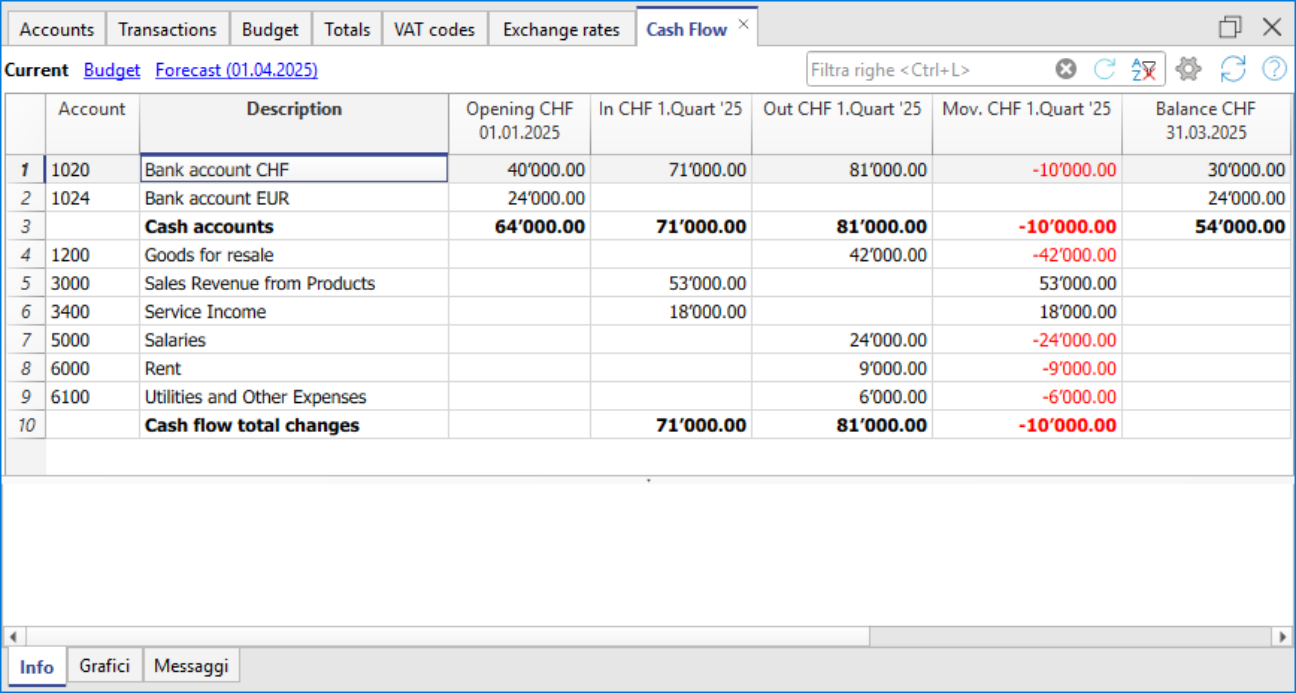 Accounts Transactions Budget Totals VAT codes Exchange rates Cash Flow
Current Budget Forecast (01.04.2025) Filtra righe <Ctrl+L>
Account Description Opening CHF 01.01.2025 In CHF 1.Quart '25 Out CHF 1.Quart '25 Mov. CHF 1.Quart '25 Balance CHF 31.03.2025
1 1020 Bank account CHF 40’000.00 71’000.00 81’000.00 -10’000.00 30’000.00
2 1024 Bank account EUR 24’000.00 24’000.00
3 Cash accounts 64’000.00 71’000.00 81’000.00 -10’000.00 54’000.00
4 1200 Goods for resale 42’000.00 -42’000.00
5 3000 Sales Revenue from Products 53’000.00 53’000.00
6 3400 Service Income 18’000.00 18’000.00
7 5000 Salaries 24’000.00 -24’000.00
8 6000 Rent 9’000.00 -9’000.00
9 6100 Utilities and Other Expenses 6’000.00 -6’000.00
10 Cash flow total changes 71’000.00 81’000.00 -10’000.00
Info Grafici Messaggi